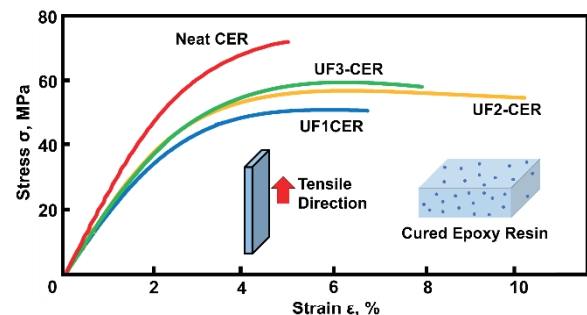 Stress σ, MPa
80
60
40
20
0
2
4
6
8
10
Strain ε, %
Neat CER
UF3-CER
UF2-CER
UF1CER
Tensile
Direction
Cured Epoxy Resin